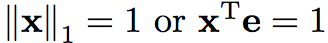 ‖𝐱‖₁ = 1 or 𝐱ᵀ𝐞 = 1